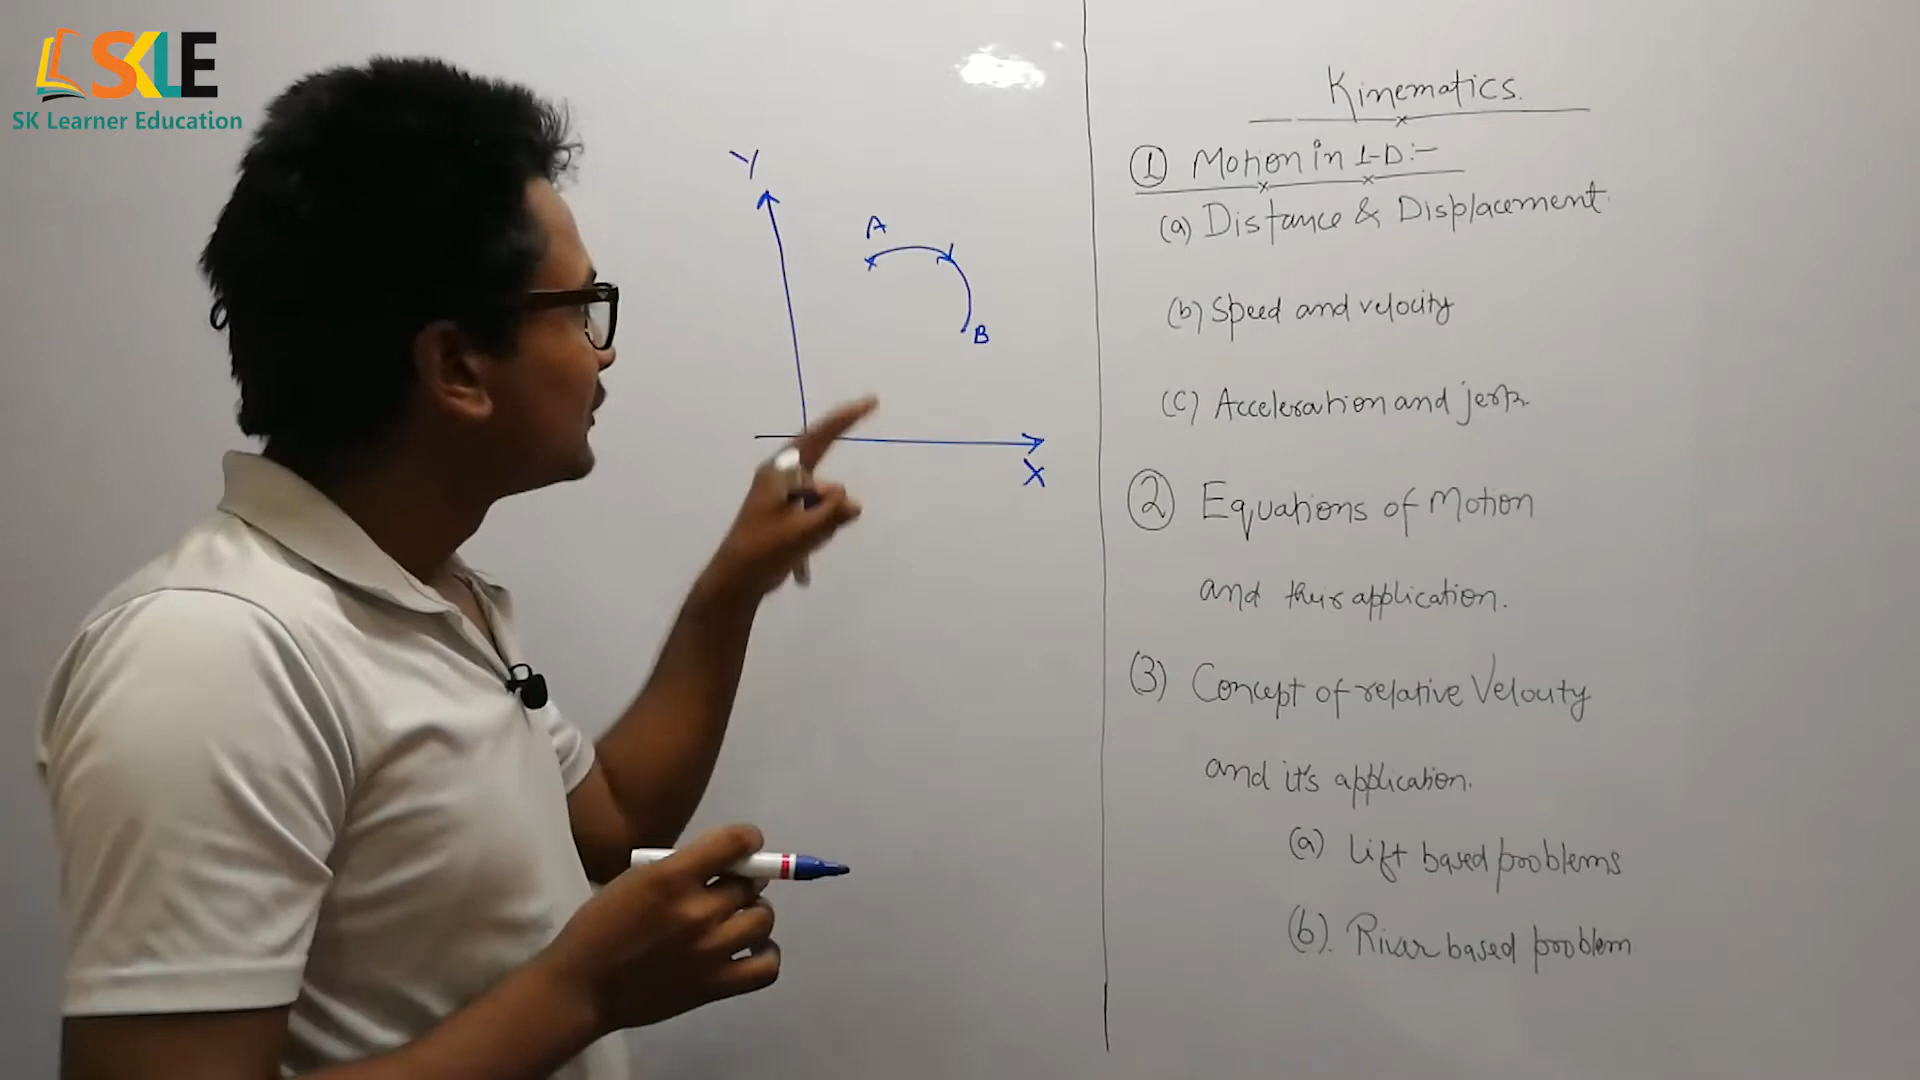 SKLE
SK Learner Education
Y
A
B
X
Kinematics.
① Motion in 1-D:-
(a) Distance & Displacement.
(b) Speed and velocity
(c) Acceleration and jerk
② Equations of Motion
and their application.
(3) Concept of relative Velocity
and it's application.
(a) Lift based problems
(b). River based problem